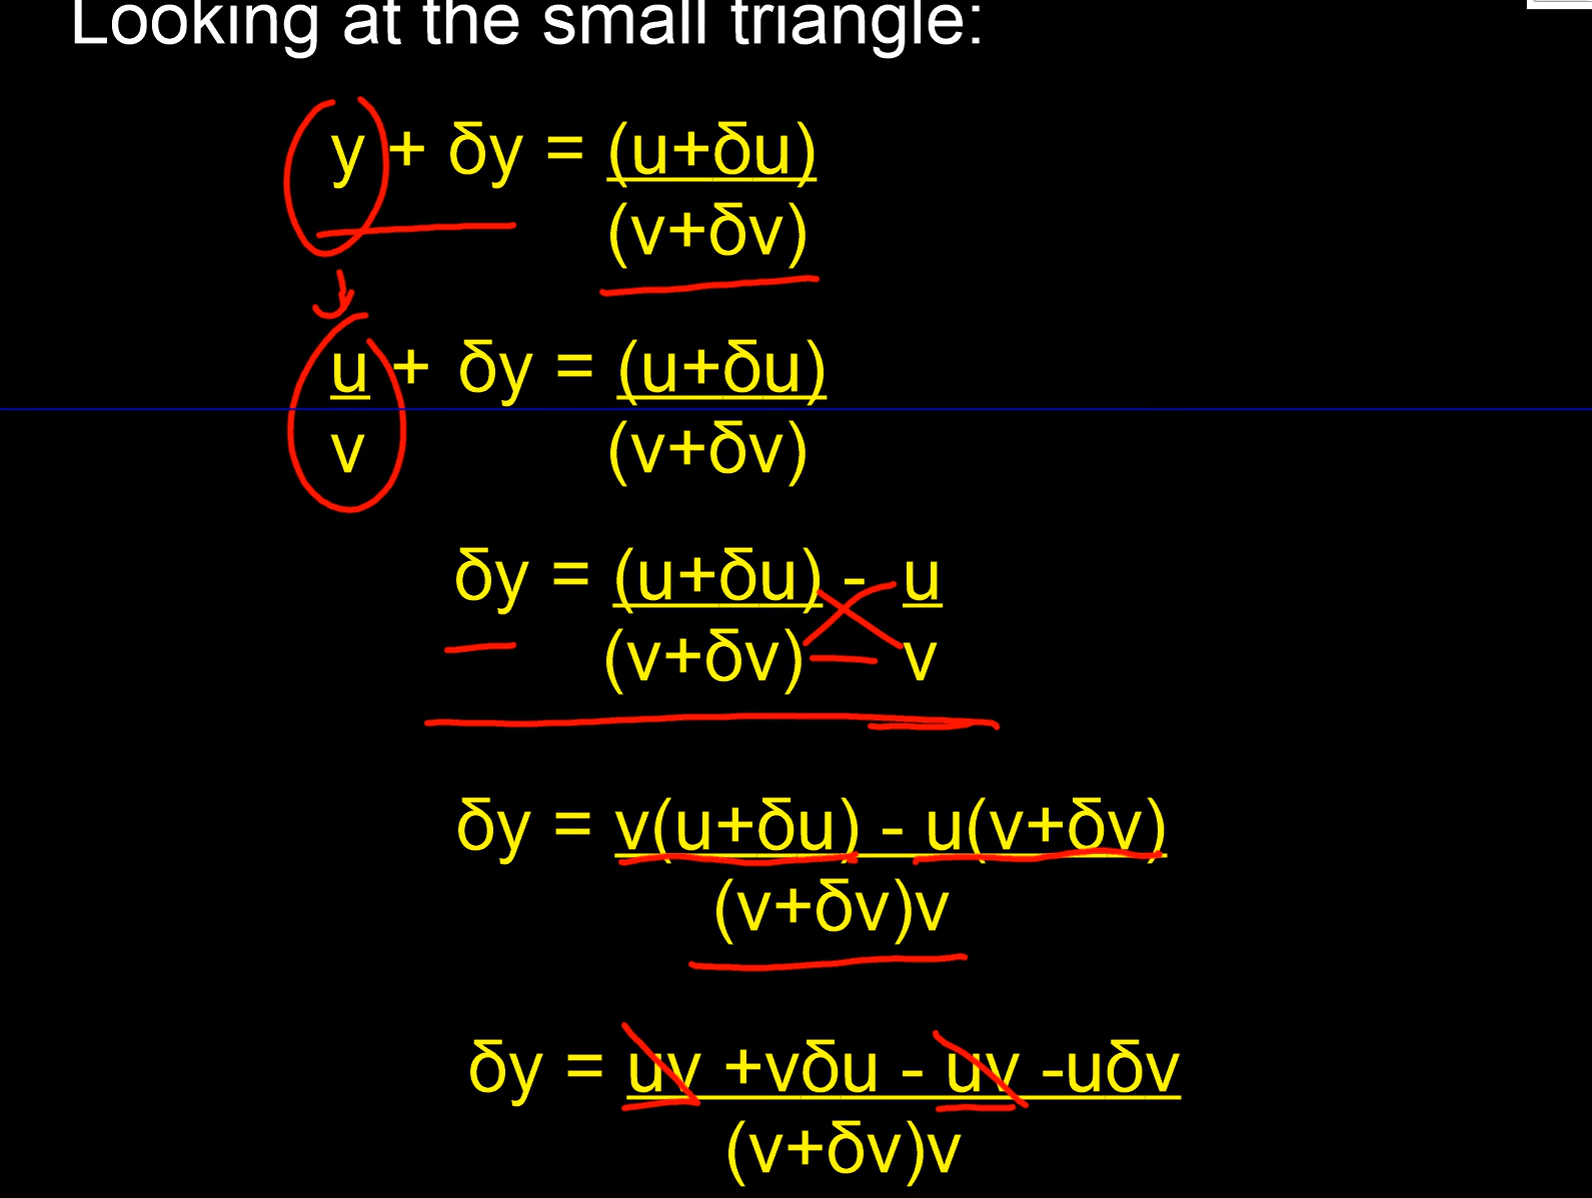 Looking at the small triangle:
y + δy = (u+δu)
(v+δv)
u + δy = (u+δu)
v (v+δv)
δy = (u+δu) - u
(v+δv) v
δy = v(u+δu) - u(v+δv)
(v+δv)v
δy = uv +vδu - uv -uδv
(v+δv)v